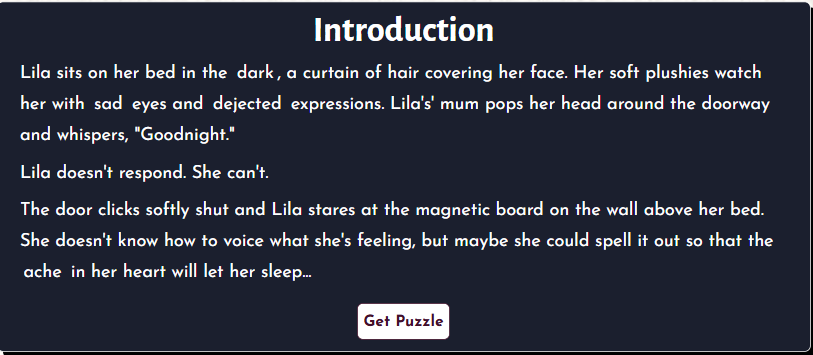 Introduction
Lila sits on her bed in the dark, a curtain of hair covering her face. Her soft plushies watch
her with sad eyes and dejected expressions. Lila's' mum pops her head around the doorway
and whispers, "Goodnight."
Lila doesn't respond. She can't.
The door clicks softly shut and Lila stares at the magnetic board on the wall above her bed.
She doesn't know how to voice what she's feeling, but maybe she could spell it out so that the
ache in her heart will let her sleep...
Get Puzzle